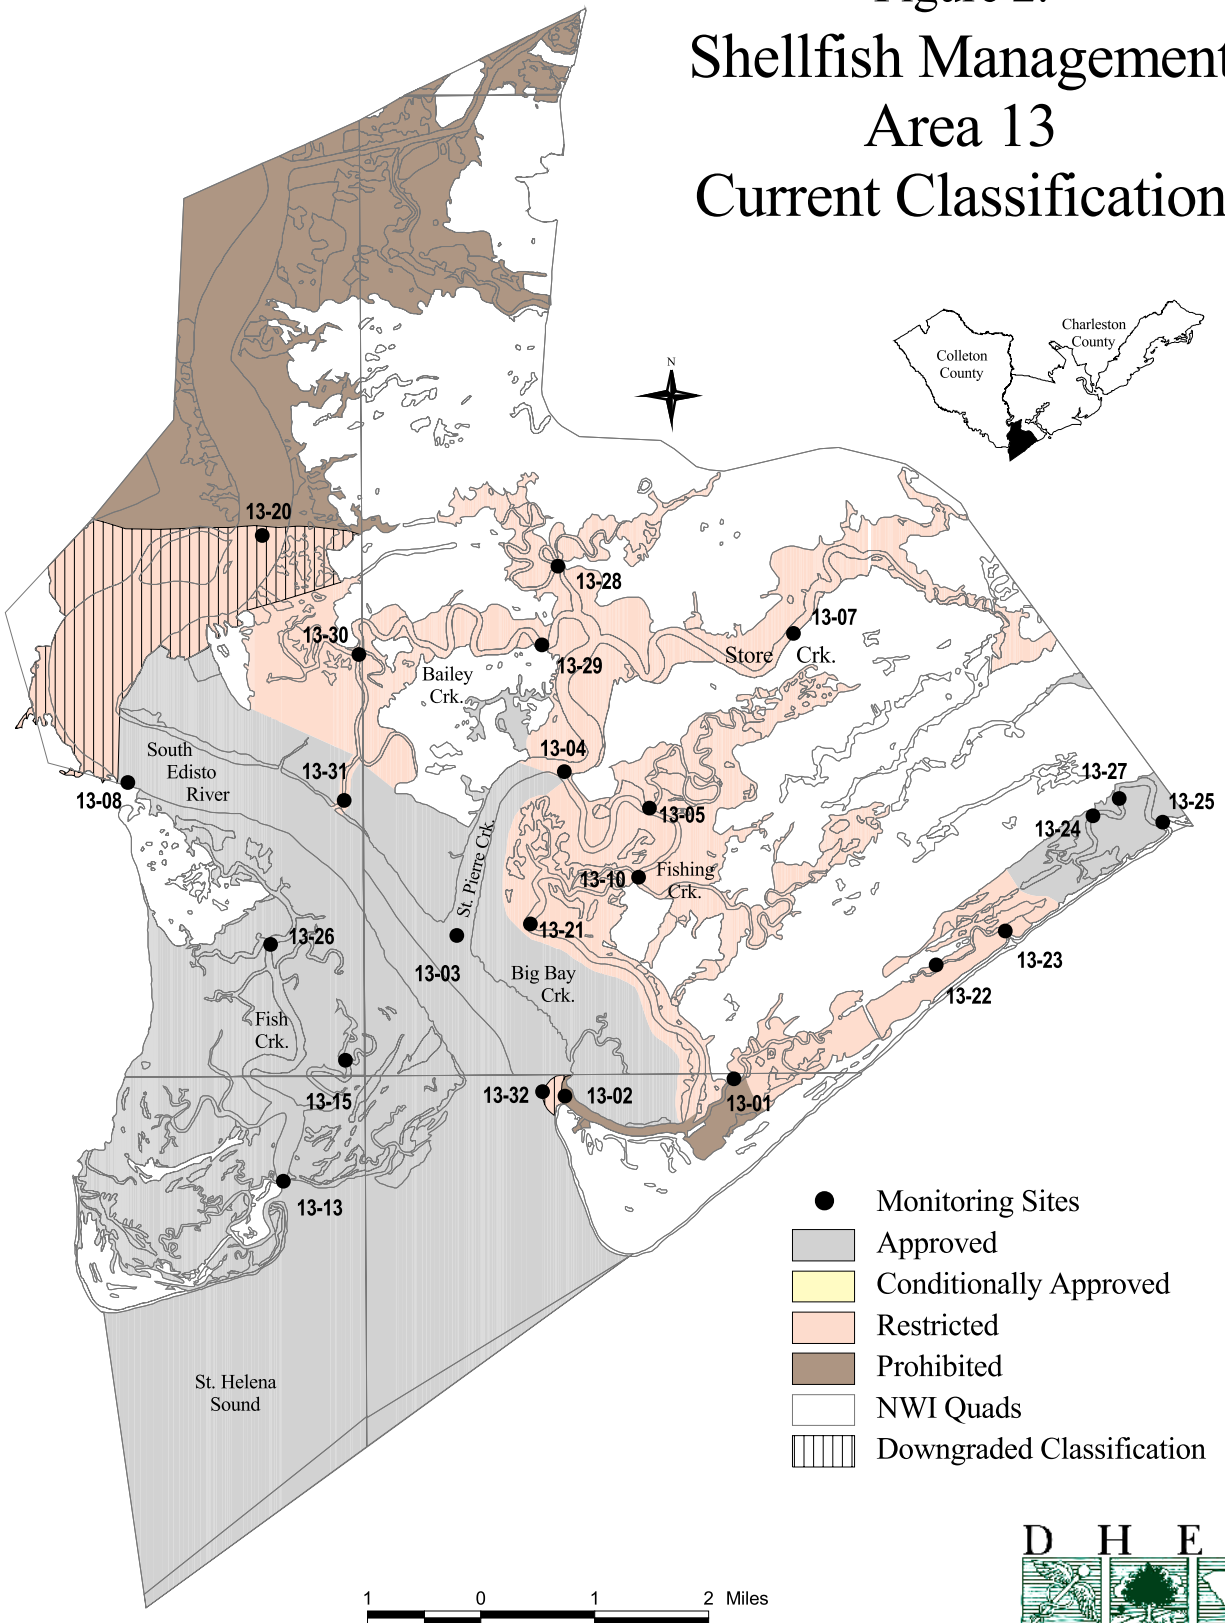 Figure 2.
Shellfish Management
Area 13
Current Classification
Charleston
County
Colleton
County
N
13-20
13-28
13-07
13-30
13-29
Store Crk.
Bailey
Crk.
13-04
South
Edisto
River
13-31
13-08
13-27
13-25
13-05
13-24
St. Pierre Crk.
Fishing
Crk.
13-10
13-21
13-26
13-03
Big Bay
Crk.
13-23
13-22
Fish
Crk.
13-15
13-32
13-02
13-01
13-13
Monitoring Sites
Approved
Conditionally Approved
Restricted
Prohibited
NWI Quads
Downgraded Classification
St. Helena
Sound
D H E
1 0 1 2 Miles